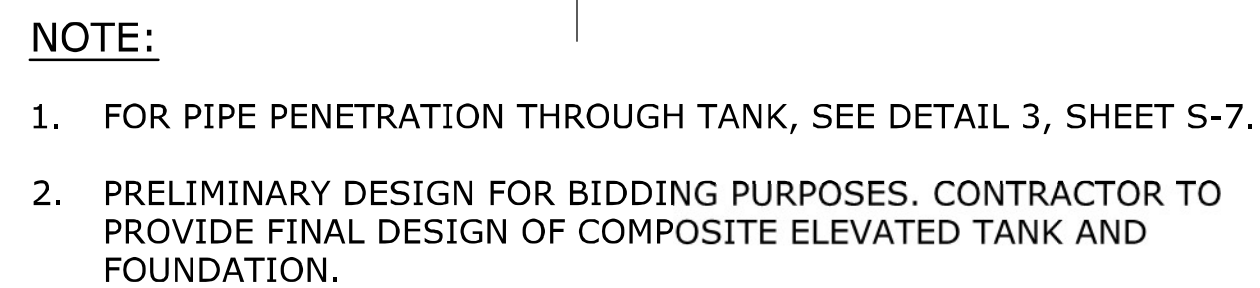 NOTE:
1. FOR PIPE PENETRATION THROUGH TANK, SEE DETAIL 3, SHEET S-7.
2. PRELIMINARY DESIGN FOR BIDDING PURPOSES. CONTRACTOR TO
PROVIDE FINAL DESIGN OF COMPOSITE ELEVATED TANK AND
FOUNDATION.